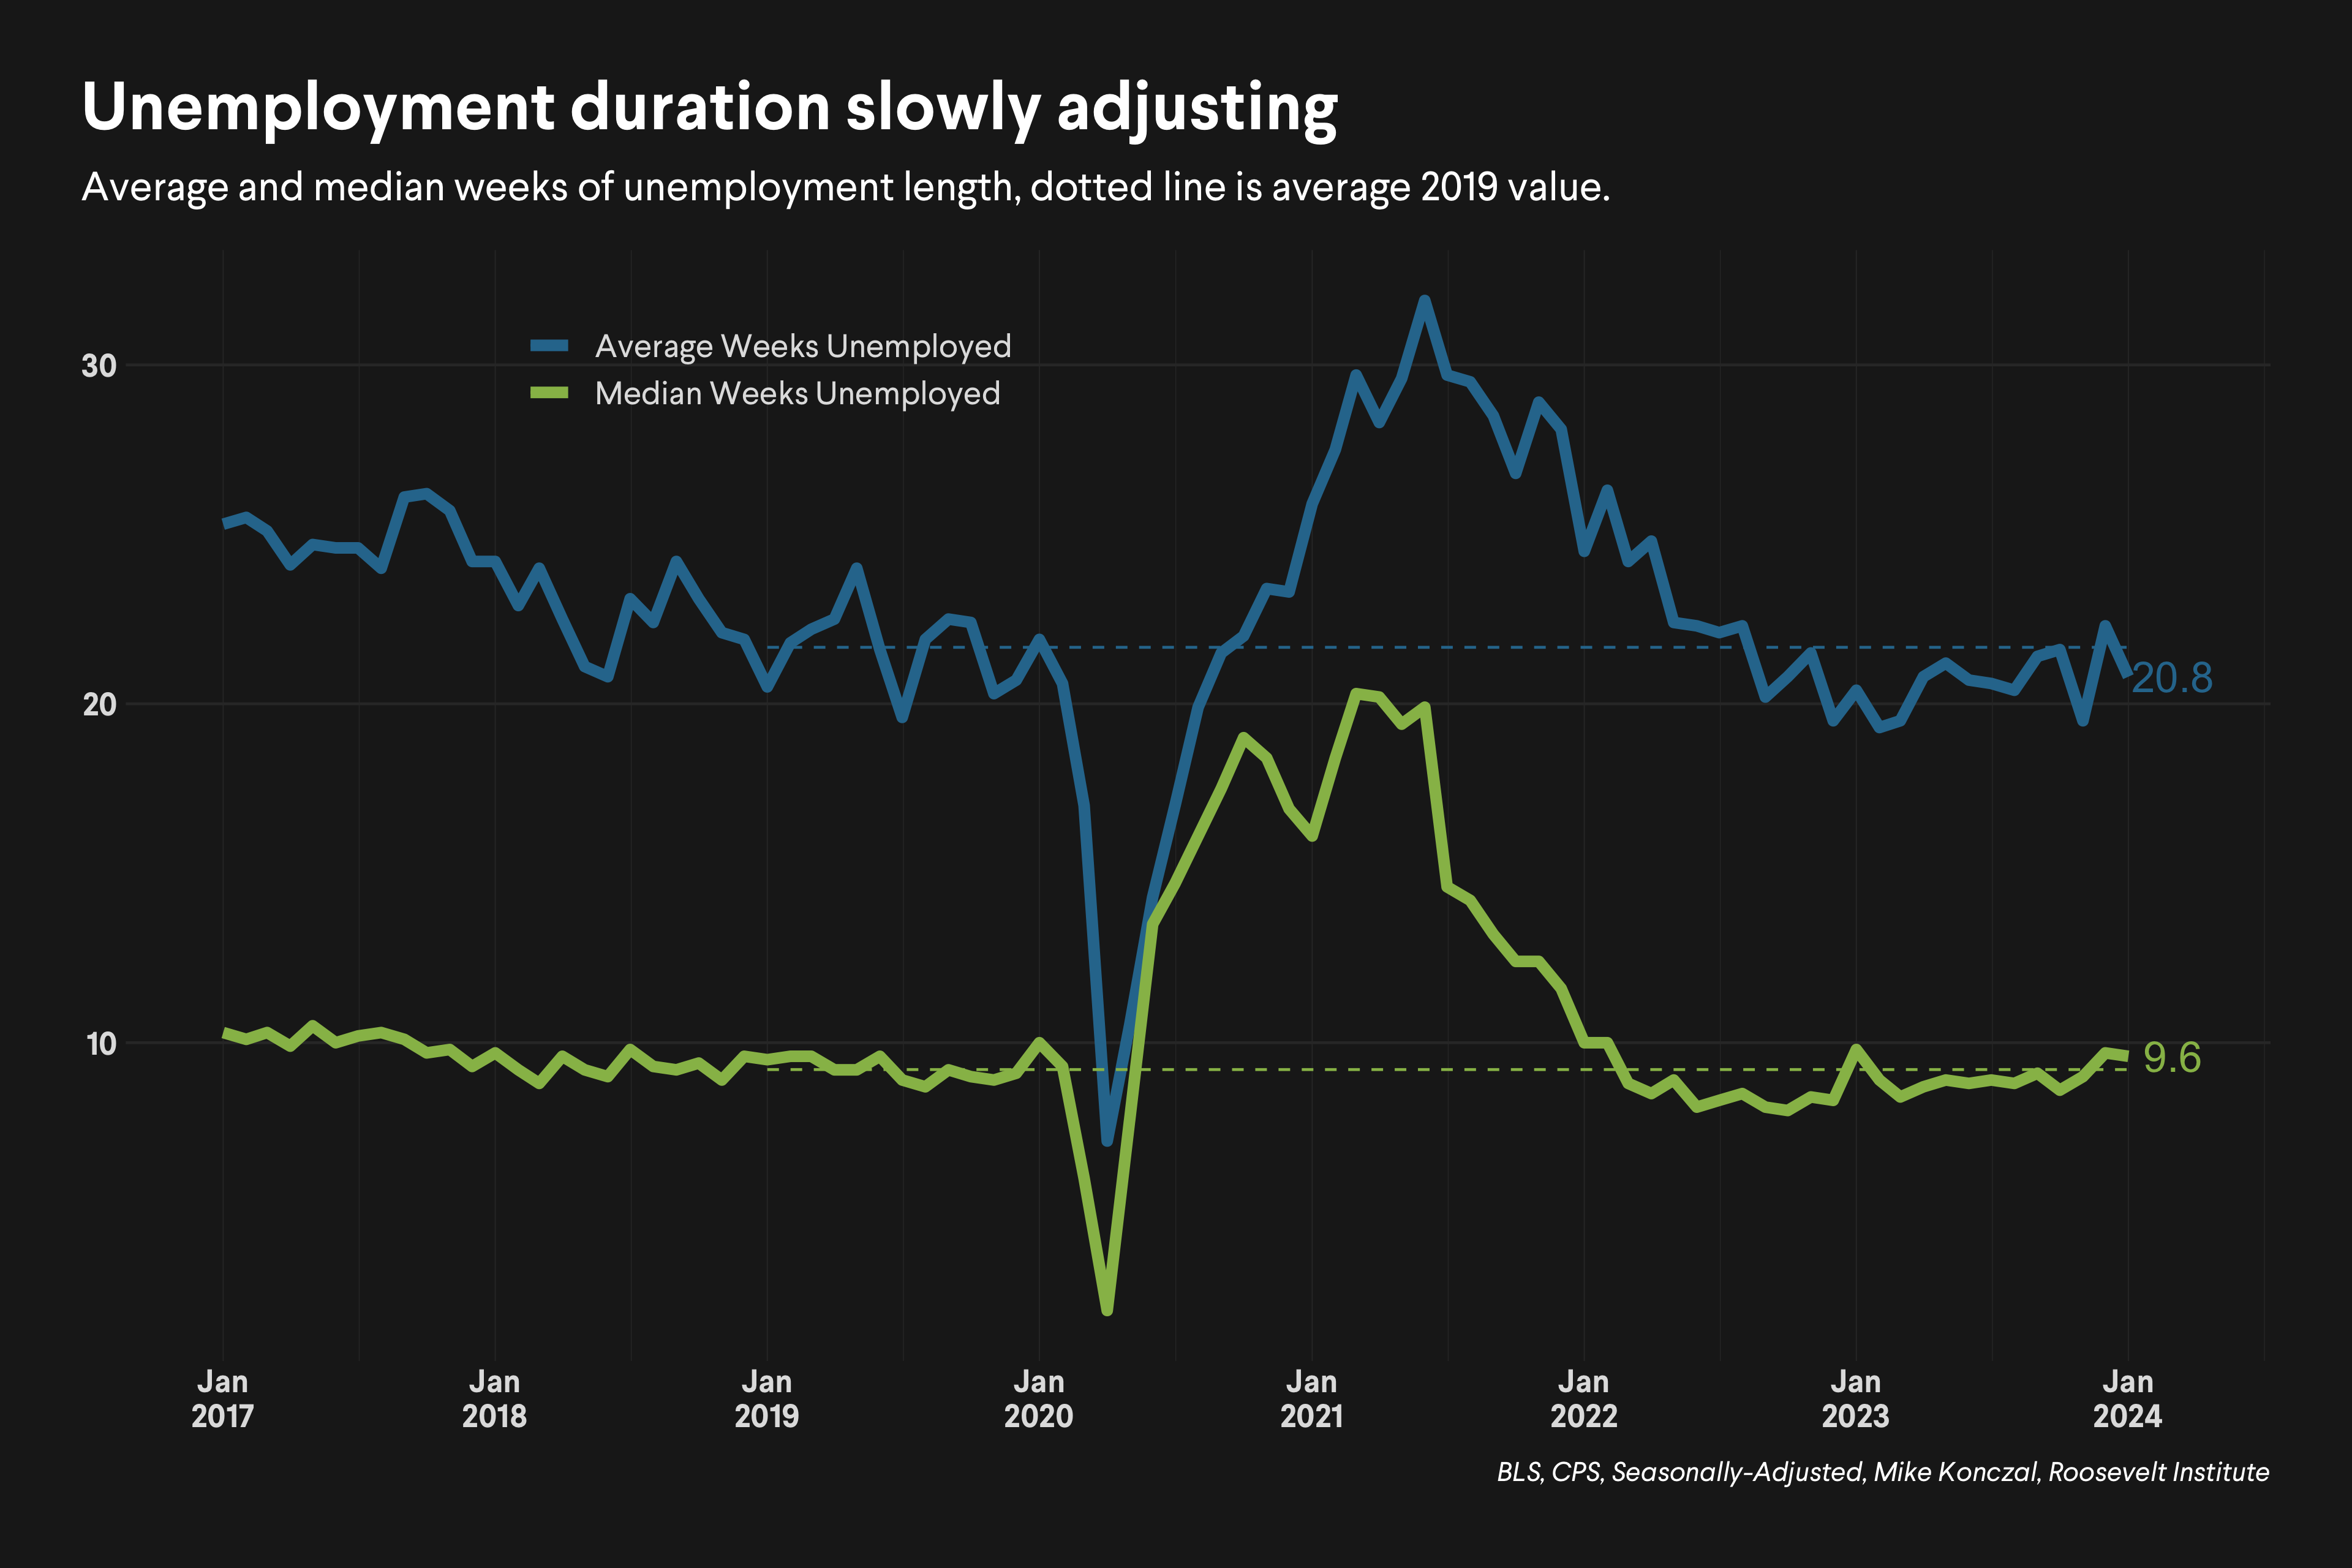 Unemployment duration slowly adjusting
Average and median weeks of unemployment length, dotted line is average 2019 value.
Average Weeks Unemployed
Median Weeks Unemployed
30
20
10
20.8
9.6
Jan Jan Jan Jan Jan Jan Jan Jan
2017 2018 2019 2020 2021 2022 2023 2024
BLS, CPS, Seasonally-Adjusted, Mike Konczal, Roosevelt Institute